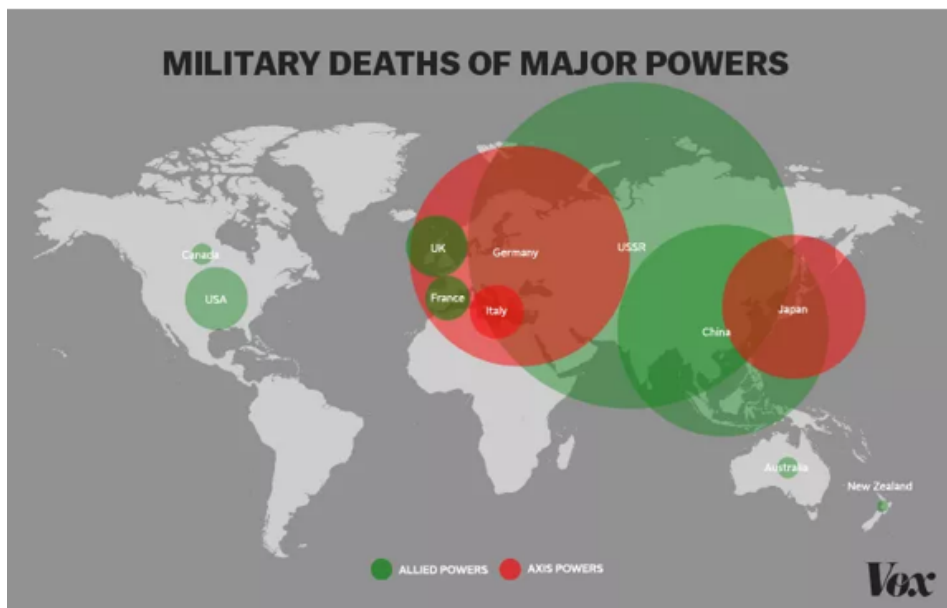 MILITARY DEATHS OF MAJOR POWERS
Canada
USA
UK
Germany
USSR
France
Italy
China
Japan
Australia
New Zealand
ALLIED POWERS
AXIS POWERS
Vox